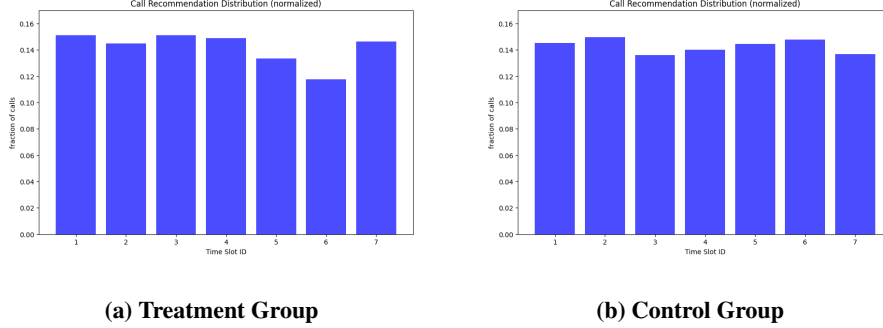 Call Recommendation Distribution (normalized)
0.16
0.14
0.12
0.10
0.08
0.06
0.04
0.02
0.00
fraction of calls
1 2 3 4 5 6 7
Time Slot ID
(a) Treatment Group
Call Recommendation Distribution (normalized)
0.16
0.14
0.12
0.10
0.08
0.06
0.04
0.02
0.00
fraction of calls
1 2 3 4 5 6 7
Time Slot ID
(b) Control Group